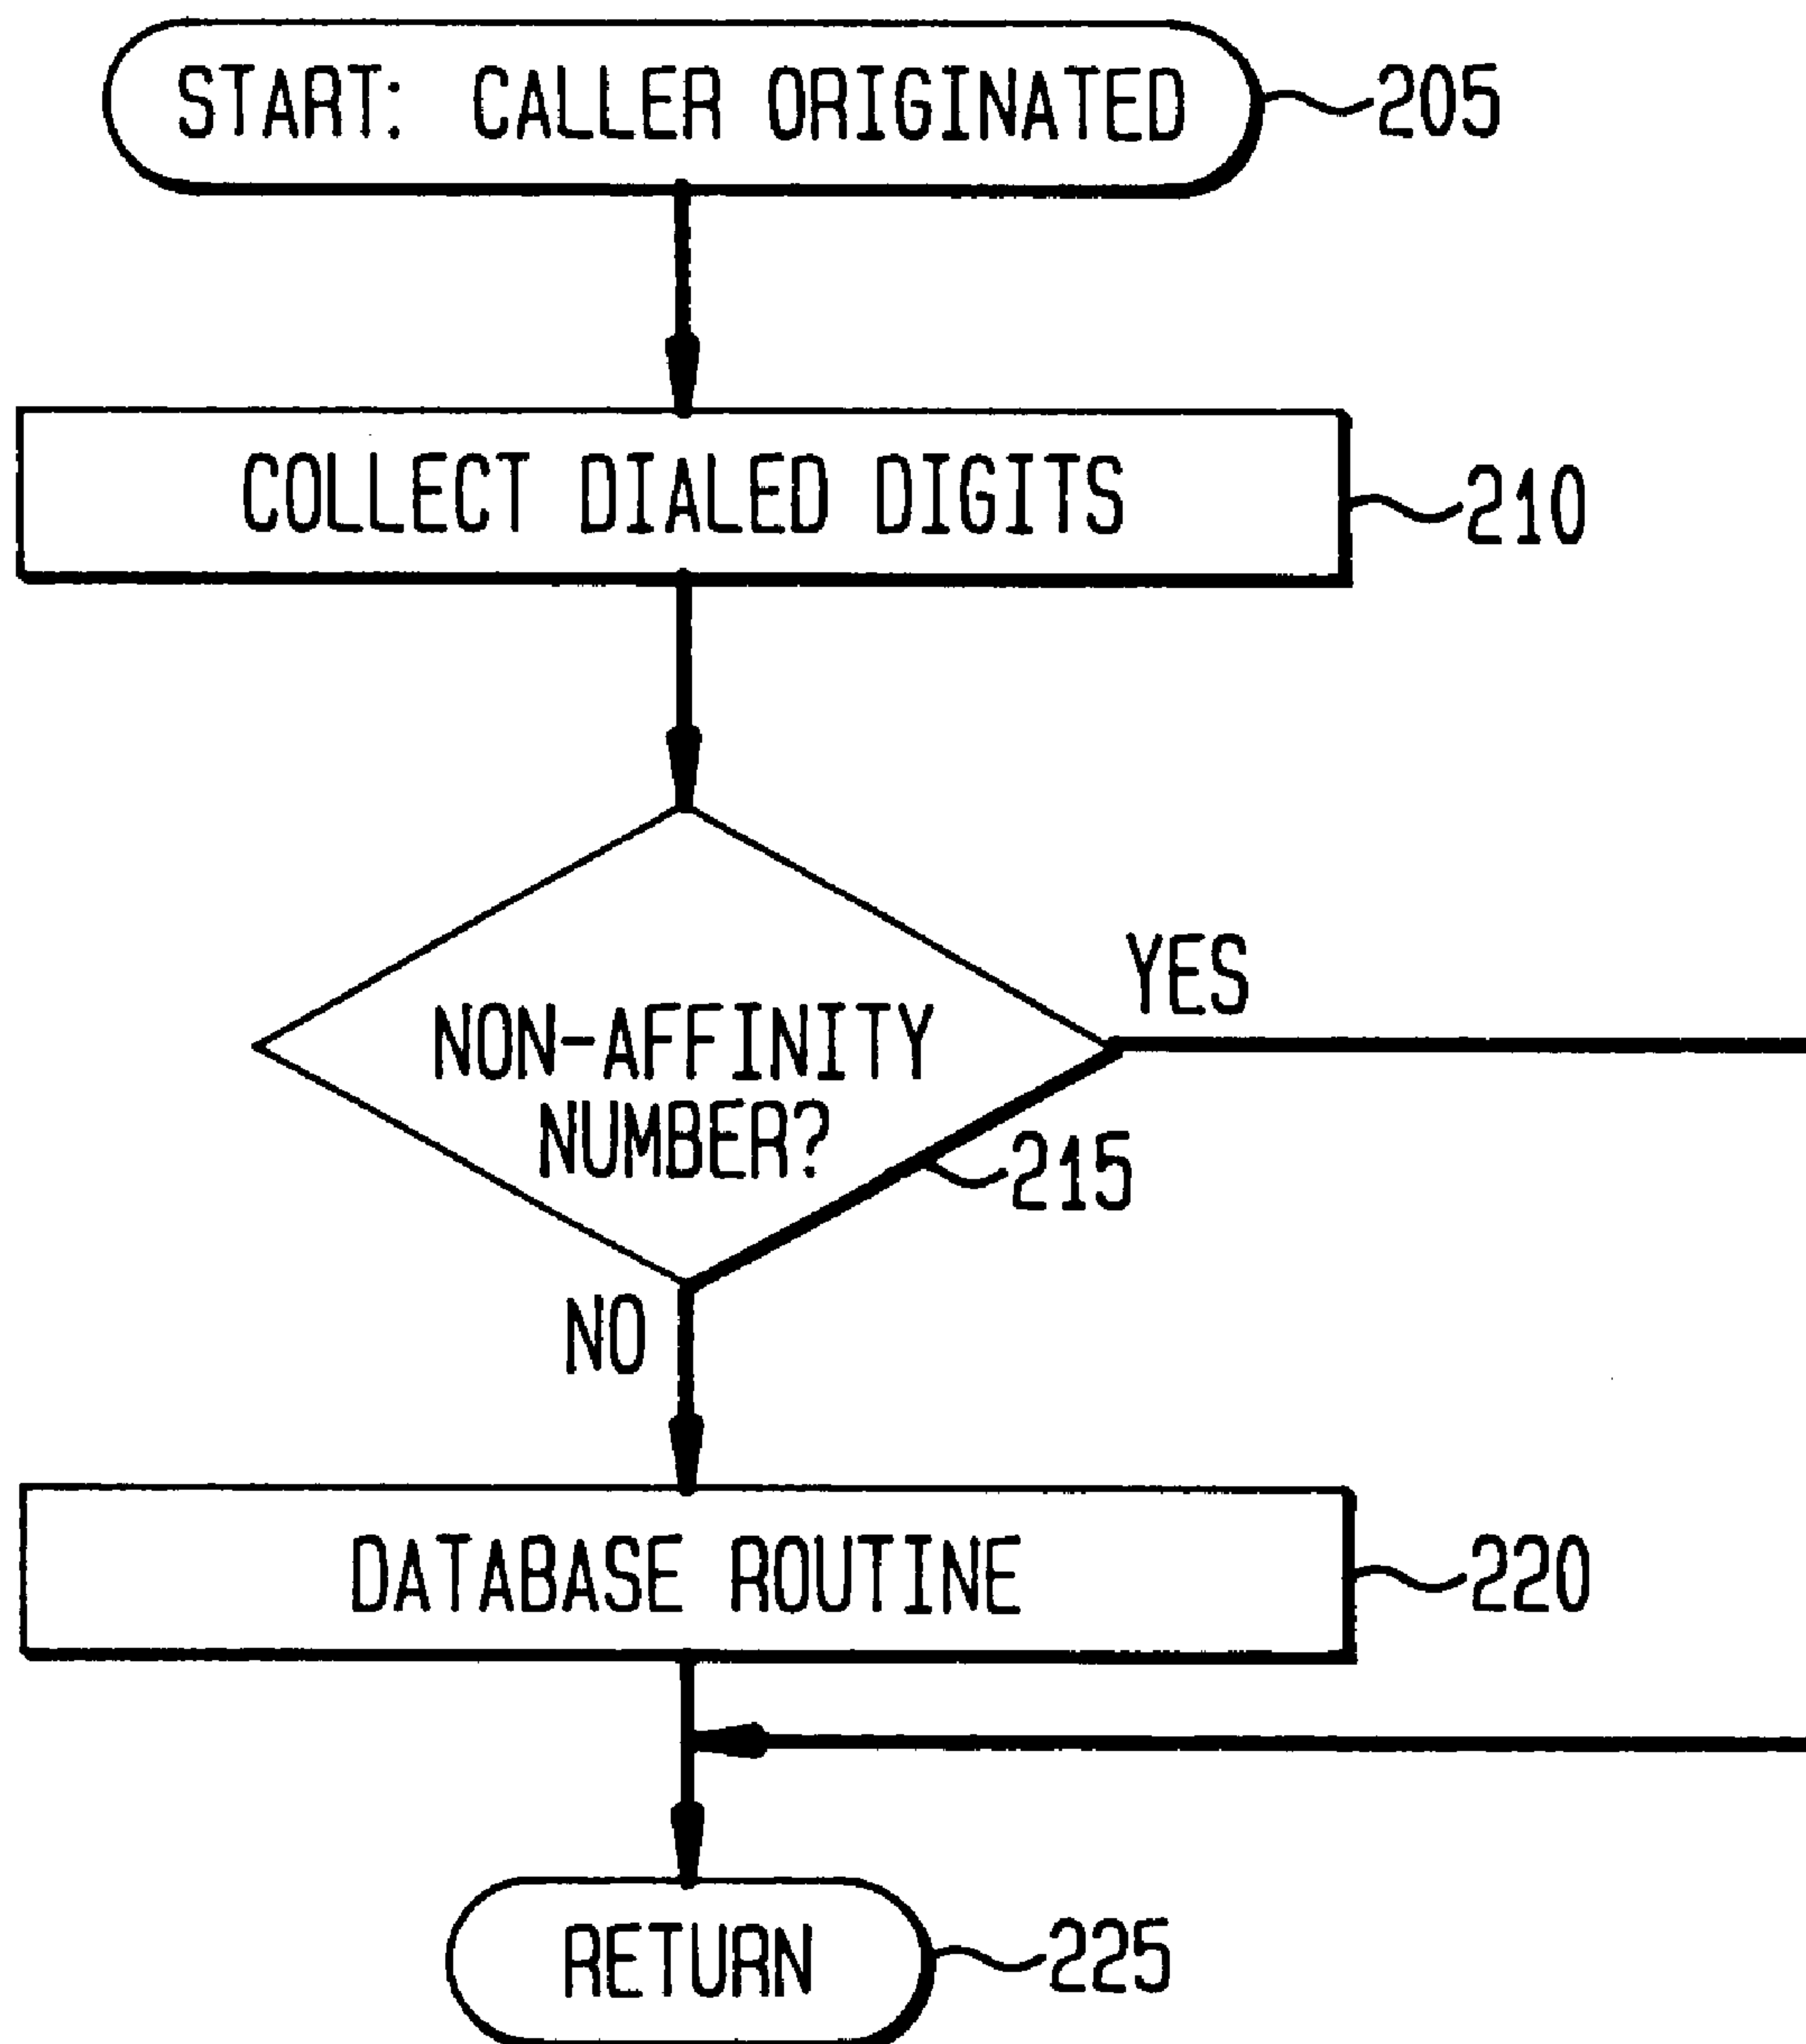 START: CALLER ORIGINATED
205
COLLECT DIALED DIGITS
210
YES
NON-AFFINITY
NUMBER?
215
NO
DATABASE ROUTINE
220
RETURN
225